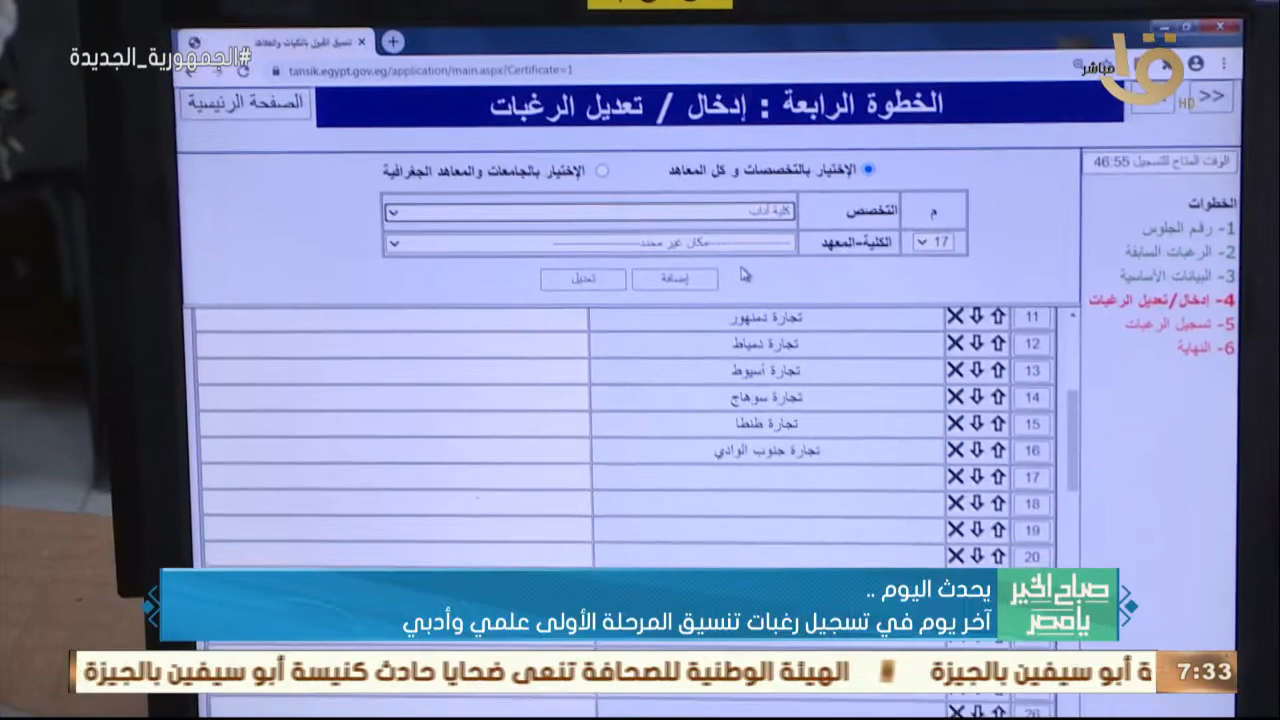 #الجمهورية_الجديدة
مباشر
HD
تنسيق القبول بالكليات والمعاهد
tansik.egypt.gov.eg/application/main.aspx?Certificate=1
الصفحة الرئيسية
الخطوة الرابعة : إدخال / تعديل الرغبات
>>
الوقت المتاح للتسجيل 46:55
الإختيار بالتخصصات و كل المعاهد
الإختيار بالجامعات والمعاهد الجغرافية
م
التخصص
كلية آداب
17
الكلية-المعهد
مكان غير محدد
إضافة
تعديل
الخطوات
1- رقم الجلوس
2- الرغبات السابقة
3- البيانات الأساسية
4- إدخال/تعديل الرغبات
5- تسجيل الرغبات
6- النهاية
11 تجارة دمنهور
12 تجارة دمياط
13 تجارة أسيوط
14 تجارة سوهاج
15 تجارة طنطا
16 تجارة جنوب الوادي
17
18
19
20
صباح الخير
يا مصر
يحدث اليوم ..
آخر يوم في تسجيل رغبات تنسيق المرحلة الأولى علمي وأدبي
7:33
ة أبو سيفين بالجيزة
الهيئة الوطنية للصحافة تنعى ضحايا حادث كنيسة أبو سيفين بالجيزة